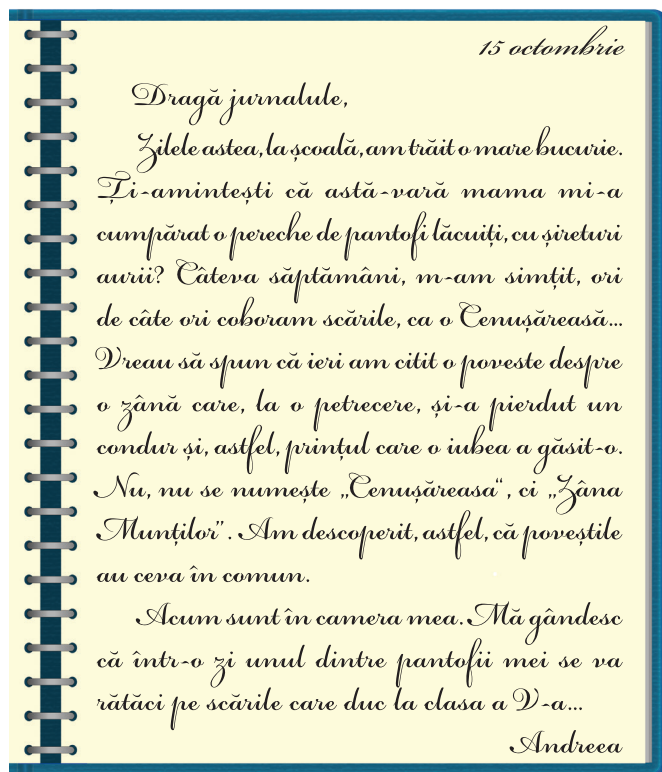 15 octombrie
Dragă jurnalule,
Zilele astea, la școală, am trăit o mare bucurie.
Ți-amintești că astă-vară mama mi-a
cumpărat o pereche de pantofi lăcuiți, cu șireturi
aurii? Câteva săptămâni, m-am simțit, ori
de câte ori coboram scările, ca o Cenușăreasă...
Vreau să spun că ieri am citit o poveste despre
o zână care, la o petrecere, și-a pierdut un
condur și, astfel, prințul care o iubea a găsit-o.
Nu, nu se numește „Cenușăreasa“, ci „Zâna
Munților”. Am descoperit, astfel, că poveștile
au ceva în comun.
Acum sunt în camera mea. Mă gândesc
că într-o zi unul dintre pantofii mei se va
rătăci pe scările care duc la clasa a V-a...
Andreea